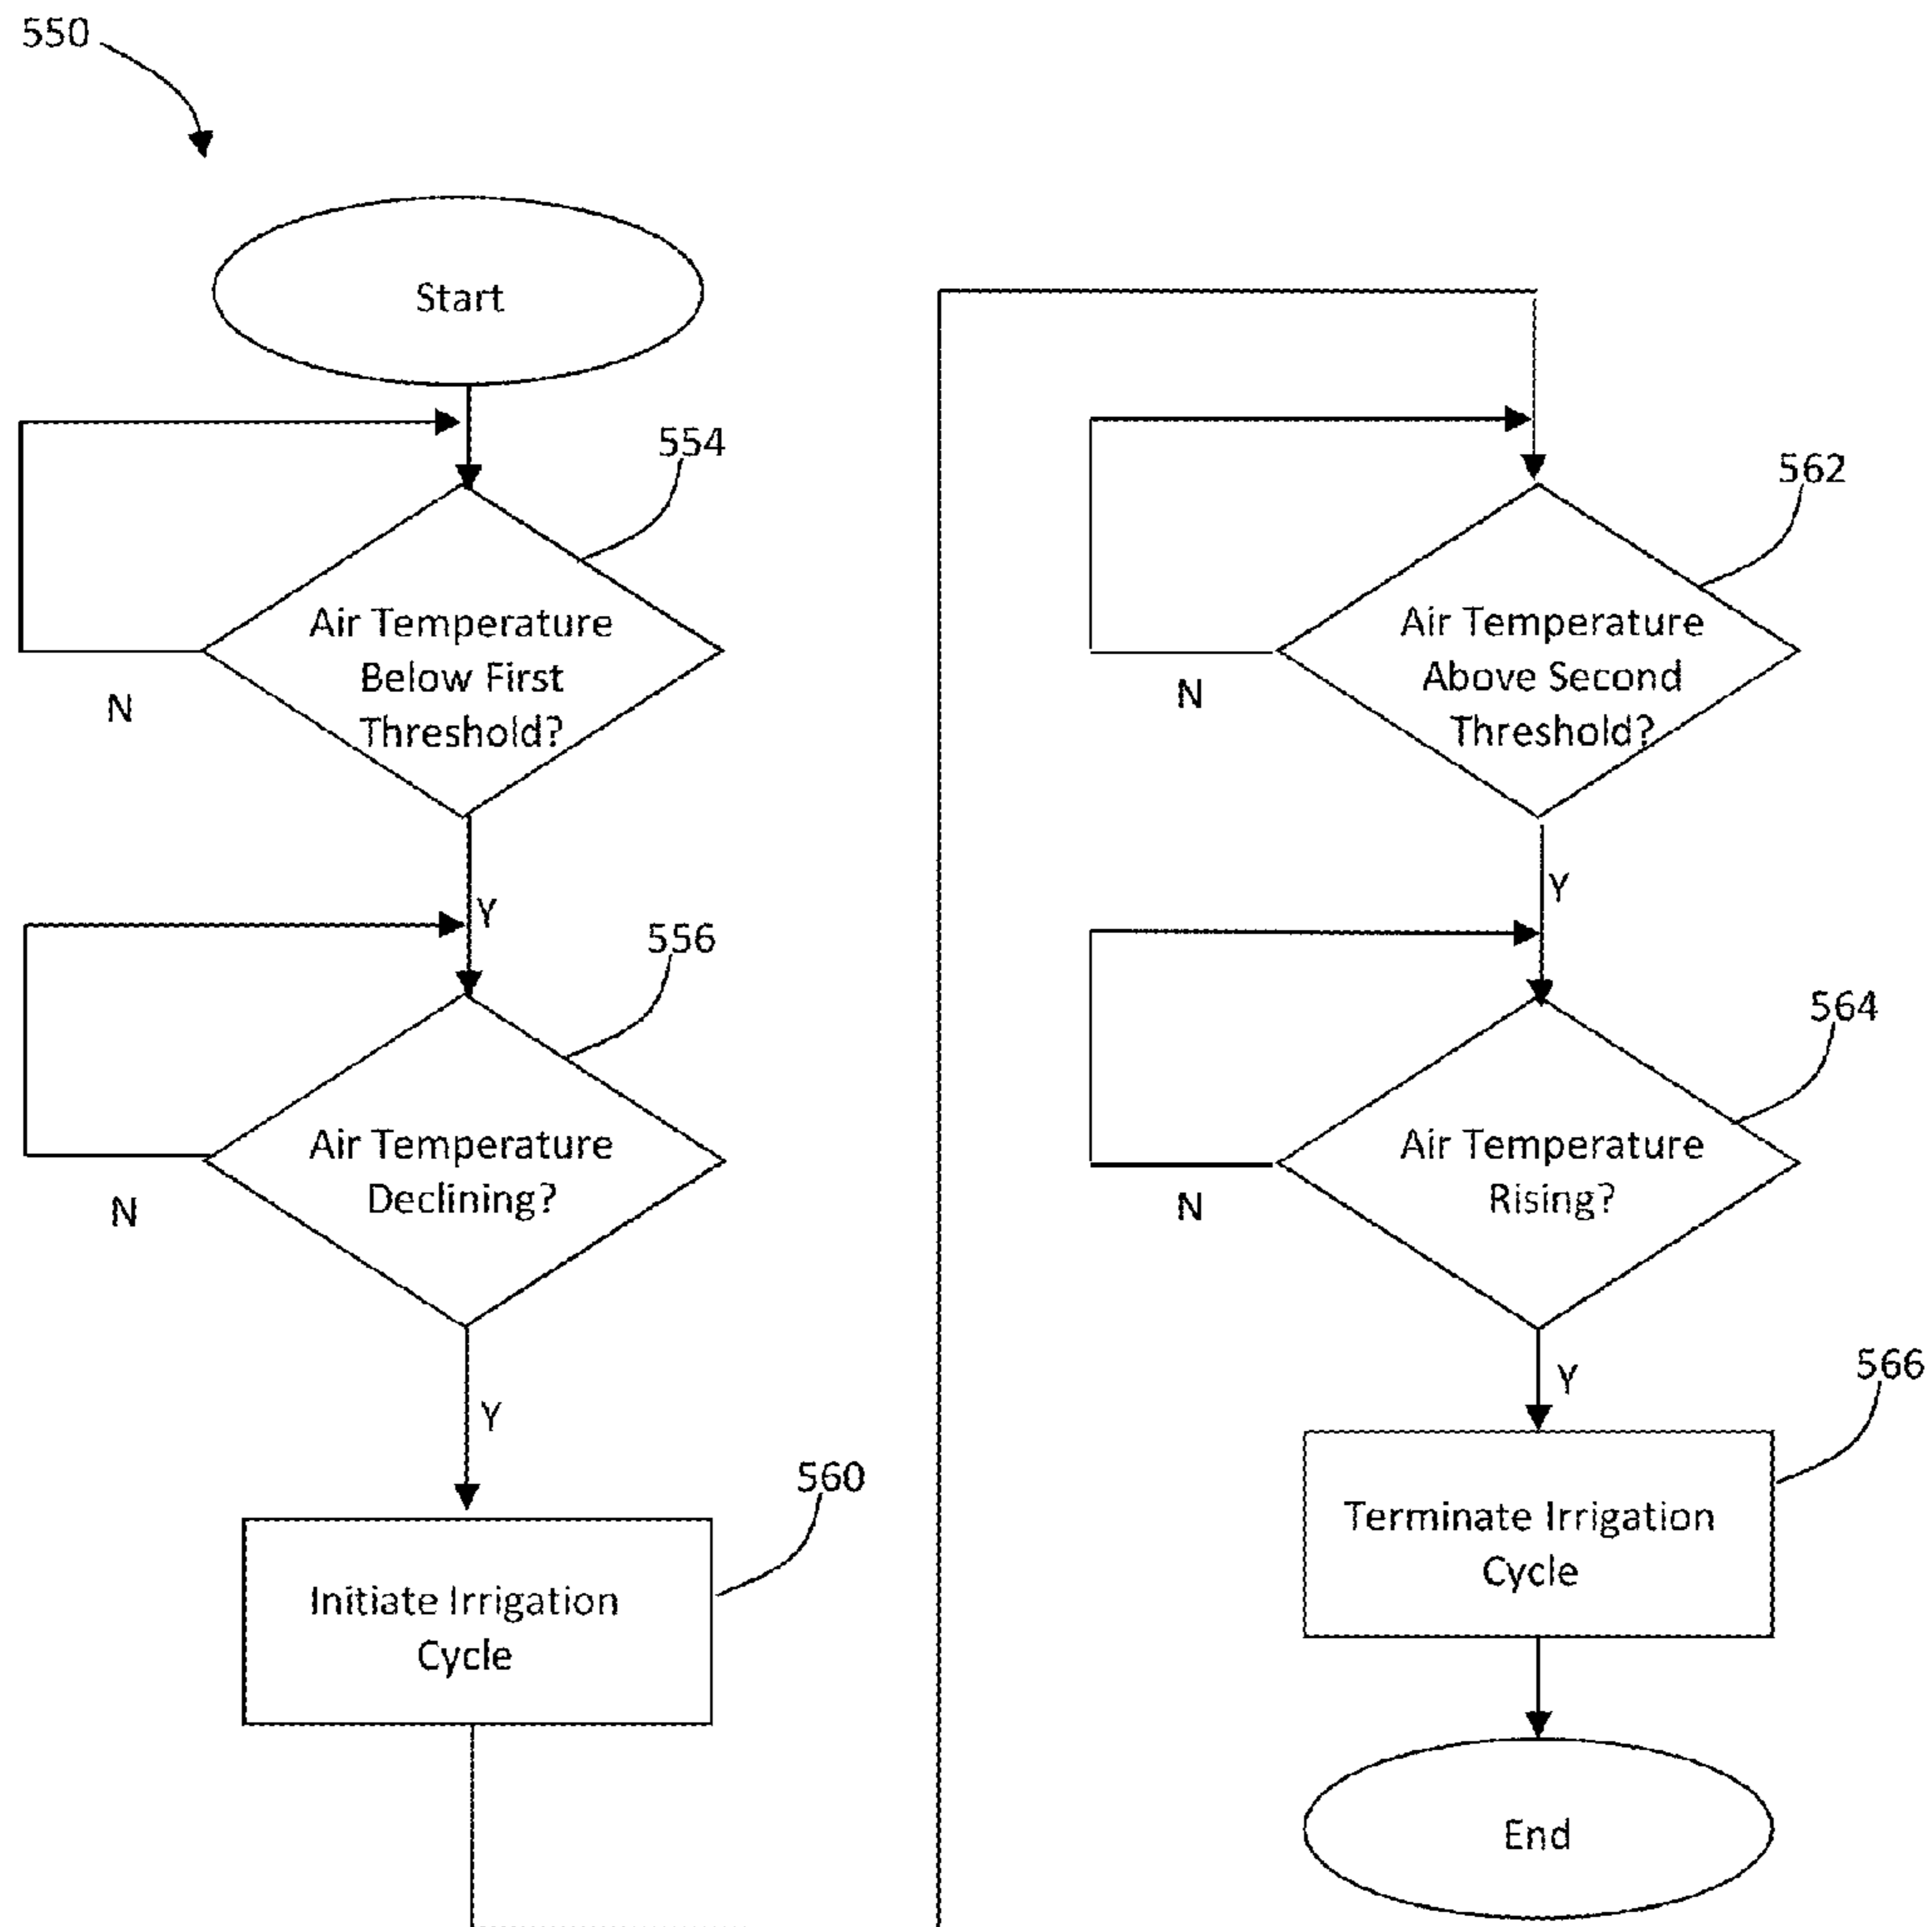 550
Start
554
Air Temperature
Below First
Threshold?
N
Y
556
Air Temperature
Declining?
N
Y
560
Initiate Irrigation
Cycle
562
Air Temperature
Above Second
Threshold?
N
Y
564
Air Temperature
Rising?
N
Y
566
Terminate Irrigation
Cycle
End